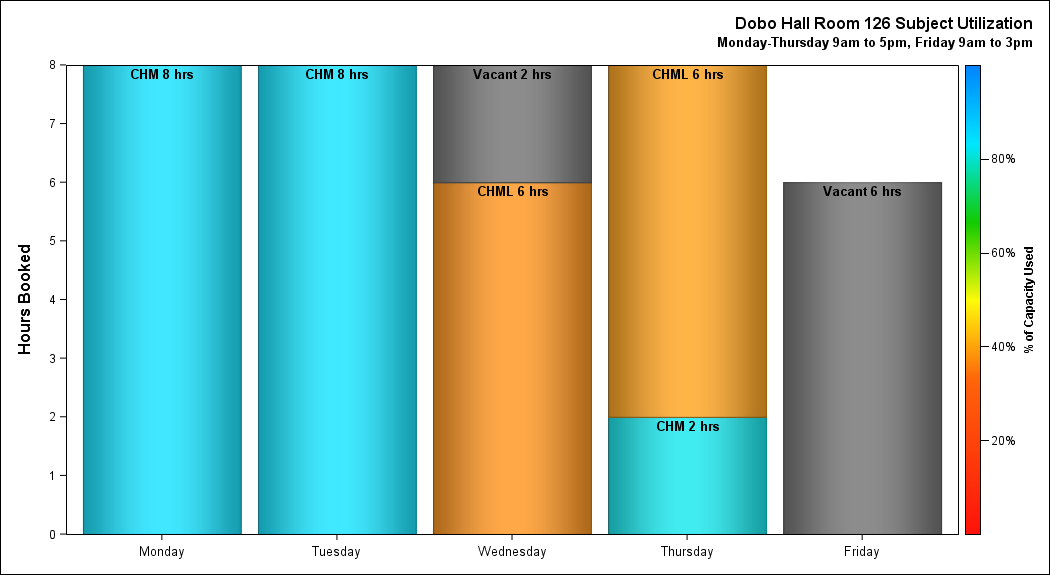 Dobo Hall Room 126 Subject Utilization
Monday-Thursday 9am to 5pm, Friday 9am to 3pm
Hours Booked
8
7
6
5
4
3
2
1
0
CHM 8 hrs
CHM 8 hrs
Vacant 2 hrs
CHML 6 hrs
CHML 6 hrs
CHM 2 hrs
Vacant 6 hrs
Monday
Tuesday
Wednesday
Thursday
Friday
80%
60%
40%
20%
% of Capacity Used